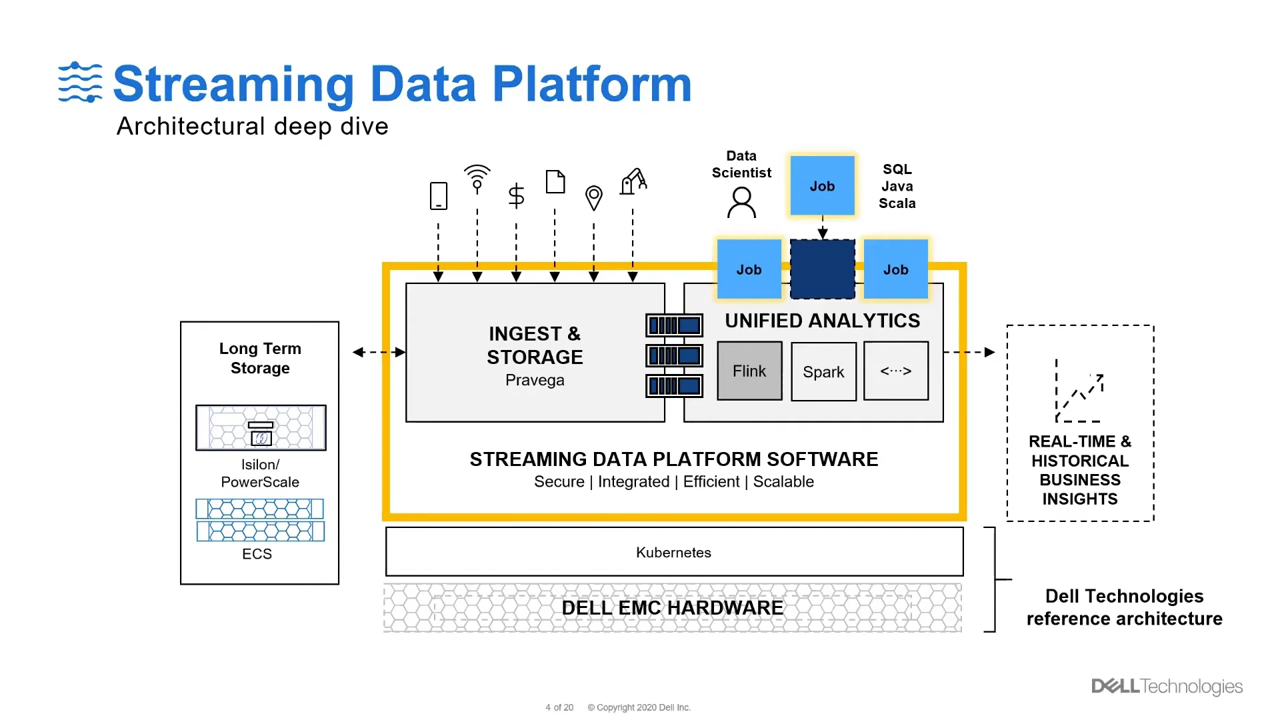 Streaming Data Platform
Architectural deep dive
Data
Scientist
Job
SQL
Java
Scala
Job
Job
INGEST &
STORAGE
Pravega
UNIFIED ANALYTICS
Flink
Spark
<···>
Long Term
Storage
Isilon/
PowerScale
ECS
STREAMING DATA PLATFORM SOFTWARE
Secure | Integrated | Efficient | Scalable
REAL-TIME &
HISTORICAL
BUSINESS
INSIGHTS
Kubernetes
DELL EMC HARDWARE
Dell Technologies
reference architecture
DELLTechnologies
4 of 20 © Copyright 2020 Dell Inc.